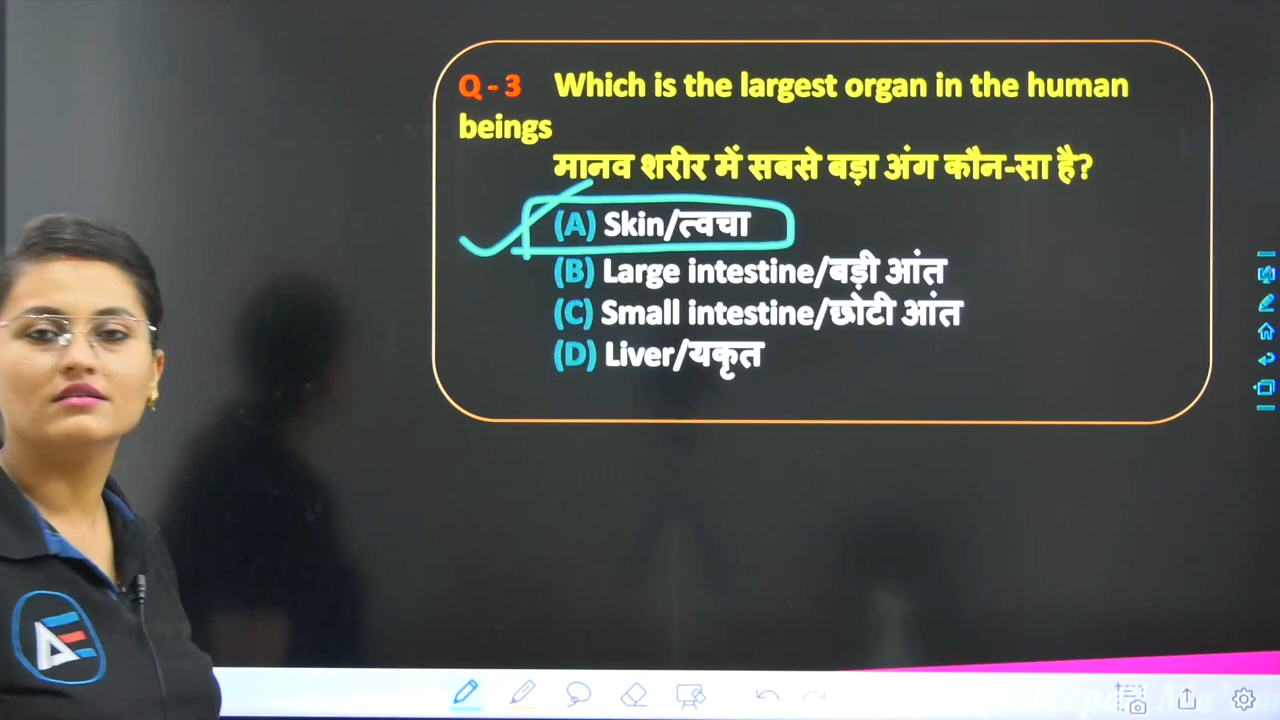 Q - 3 Which is the largest organ in the human
beings
मानव शरीर में सबसे बड़ा अंग कौन-सा है?
(A) Skin/त्वचा
(B) Large intestine/बड़ी आंत
(C) Small intestine/छोटी आंत
(D) Liver/यकृत